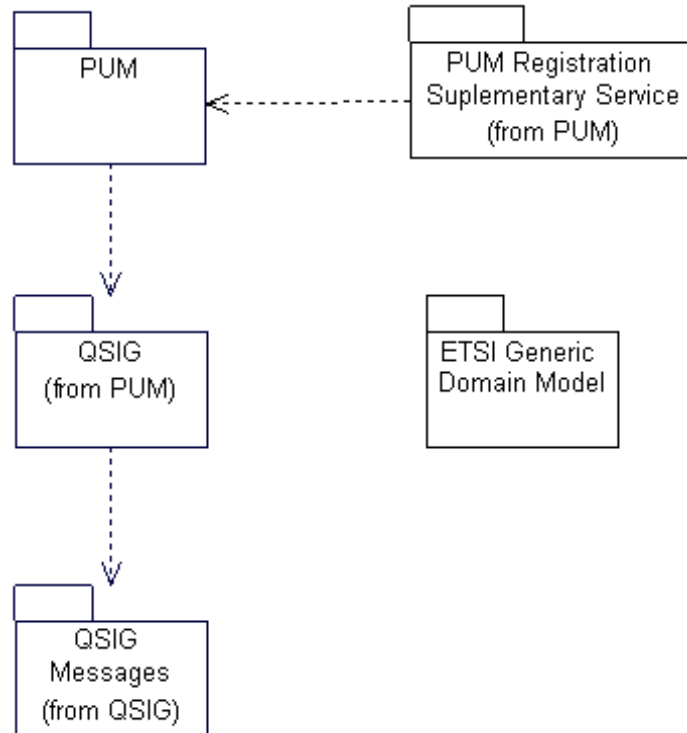 PUM
PUM Registration
Suplementary Service
(from PUM)
QSIG
(from PUM)
ETSI Generic
Domain Model
QSIG
Messages
(from QSIG)